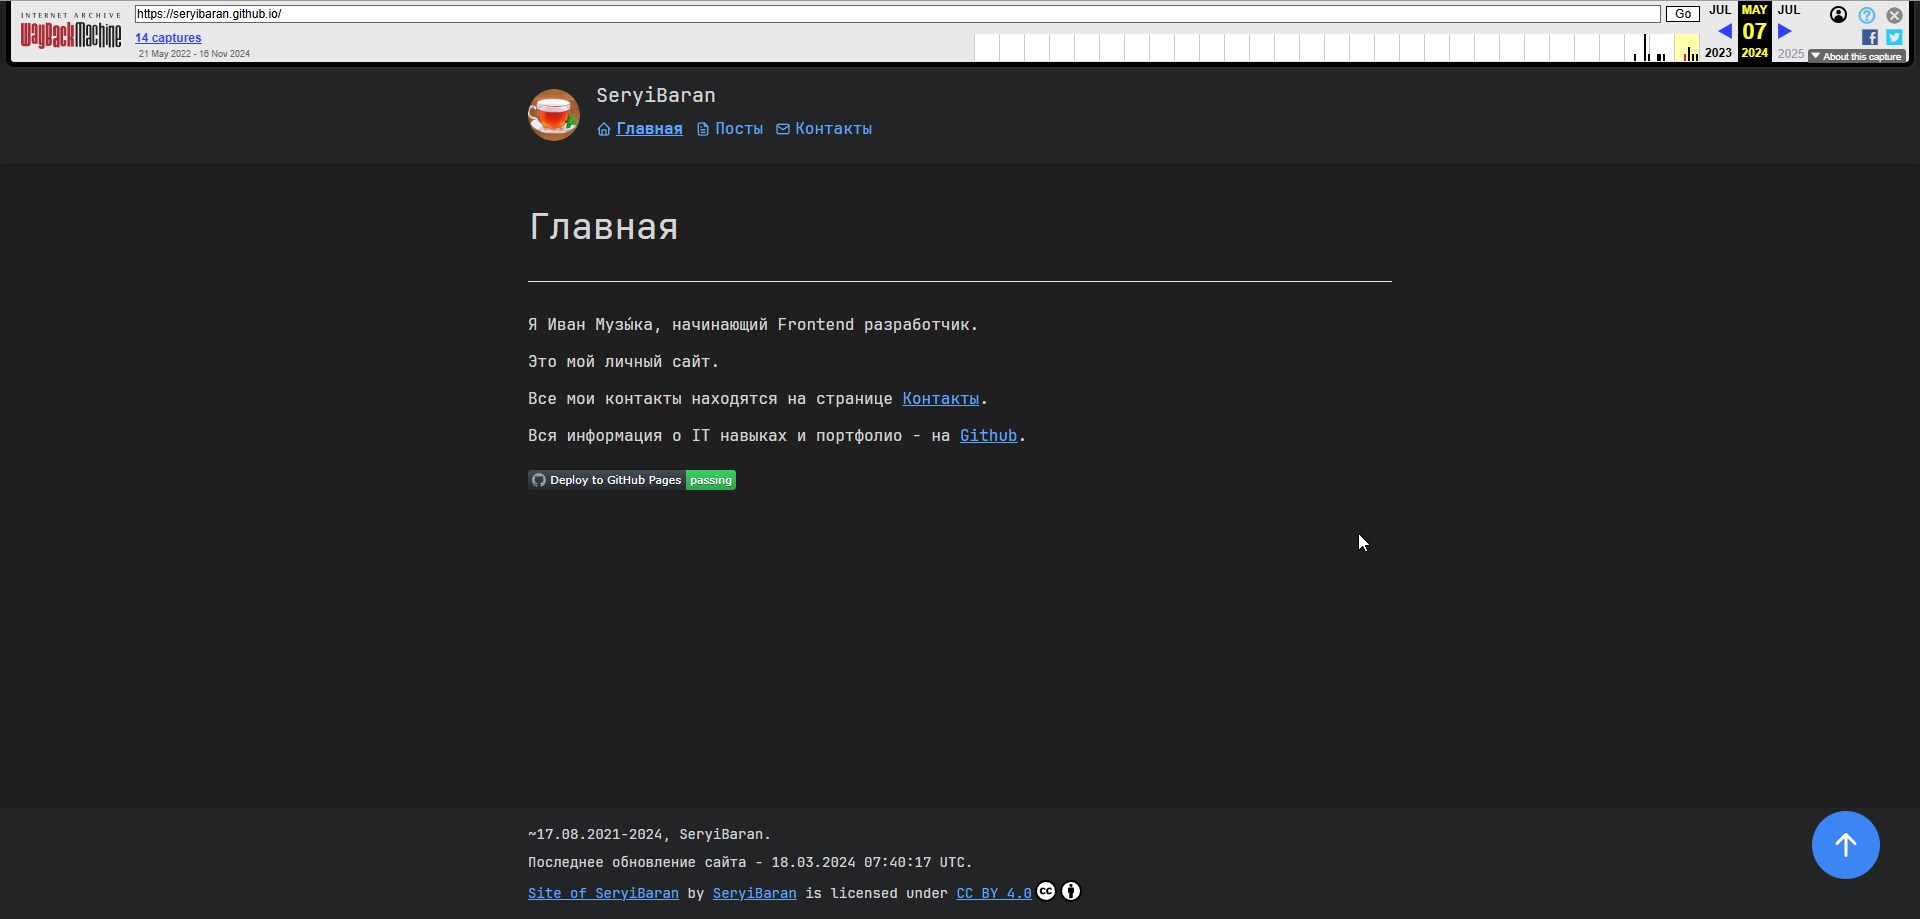 INTERNET ARCHIVE
WayBackMachine
https://seryibaran.github.io/
Go
14 captures
21 May 2022 - 16 Nov 2024
JUL MAY JUL
07
2023 2024 2025
About this capture
SeryiBaran
Главная Посты Контакты
Главная
Я Иван Музы́ка, начинающий Frontend разработчик.
Это мой личный сайт.
Все мои контакты находятся на странице Контакты.
Вся информация о IT навыках и портфолио - на Github.
Deploy to GitHub Pages passing
~17.08.2021-2024, SeryiBaran.
Последнее обновление сайта - 18.03.2024 07:40:17 UTC.
Site of SeryiBaran by SeryiBaran is licensed under CC BY 4.0 cc